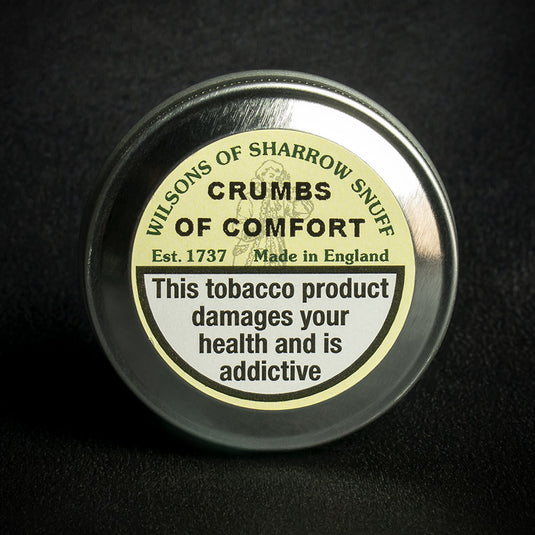 WILSONS OF SHARROW SNUFF
CRUMBS
OF COMFORT
Est. 1737 Made in England
This tobacco product
damages your
health and is
addictive